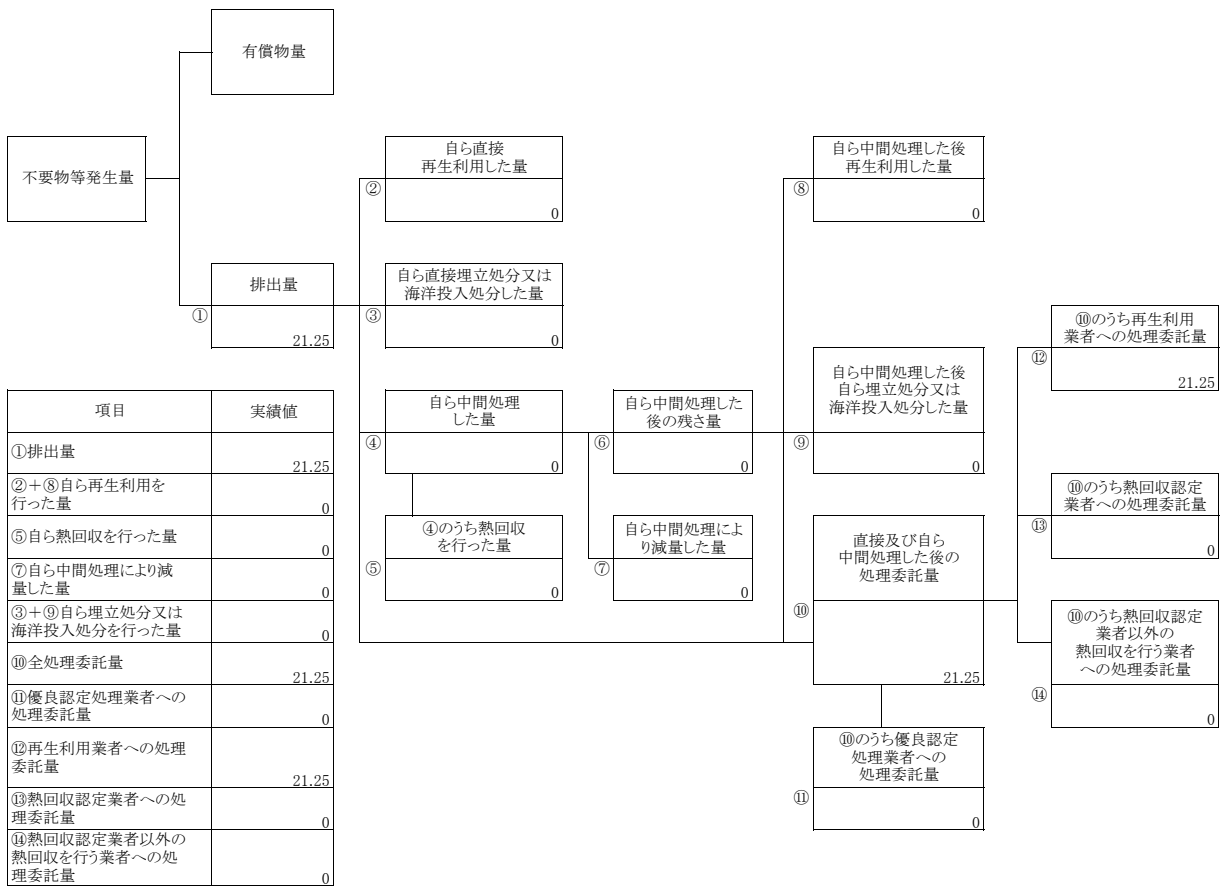 有償物量
不要物等発生量
自ら直接
再生利用した量
②
0
自ら中間処理した後
再生利用した量
⑧
0
排出量
①
21.25
自ら直接埋立処分又は
海洋投入処分した量
③
0
⑩のうち再生利用
業者への処理委託量
⑫
21.25
自ら中間処理
した量
④
0
自ら中間処理した
後の残さ量
⑥
0
自ら中間処理した後
自ら埋立処分又は
海洋投入処分した量
⑨
0
⑩のうち熱回収認定
業者への処理委託量
⑬
0
④のうち熱回収
を行った量
⑤
0
自ら中間処理によ
り減量した量
⑦
0
直接及び自ら
中間処理した後の
処理委託量
⑩
21.25
⑩のうち熱回収認定
業者以外の
熱回収を行う業者
への処理委託量
⑭
0
⑩のうち優良認定
処理業者への
処理委託量
⑪
0
項目 実績値
①排出量 21.25
②+⑧自ら再生利用を
行った量 0
⑤自ら熱回収を行った量 0
⑦自ら中間処理により減
量した量 0
③+⑨自ら埋立処分又は
海洋投入処分を行った量 0
⑩全処理委託量 21.25
⑪優良認定処理業者への
処理委託量 0
⑫再生利用業者への処理
委託量 21.25
⑬熱回収認定業者への処
理委託量 0
⑭熱回収認定業者以外の
熱回収を行う業者への処
理委託量 0